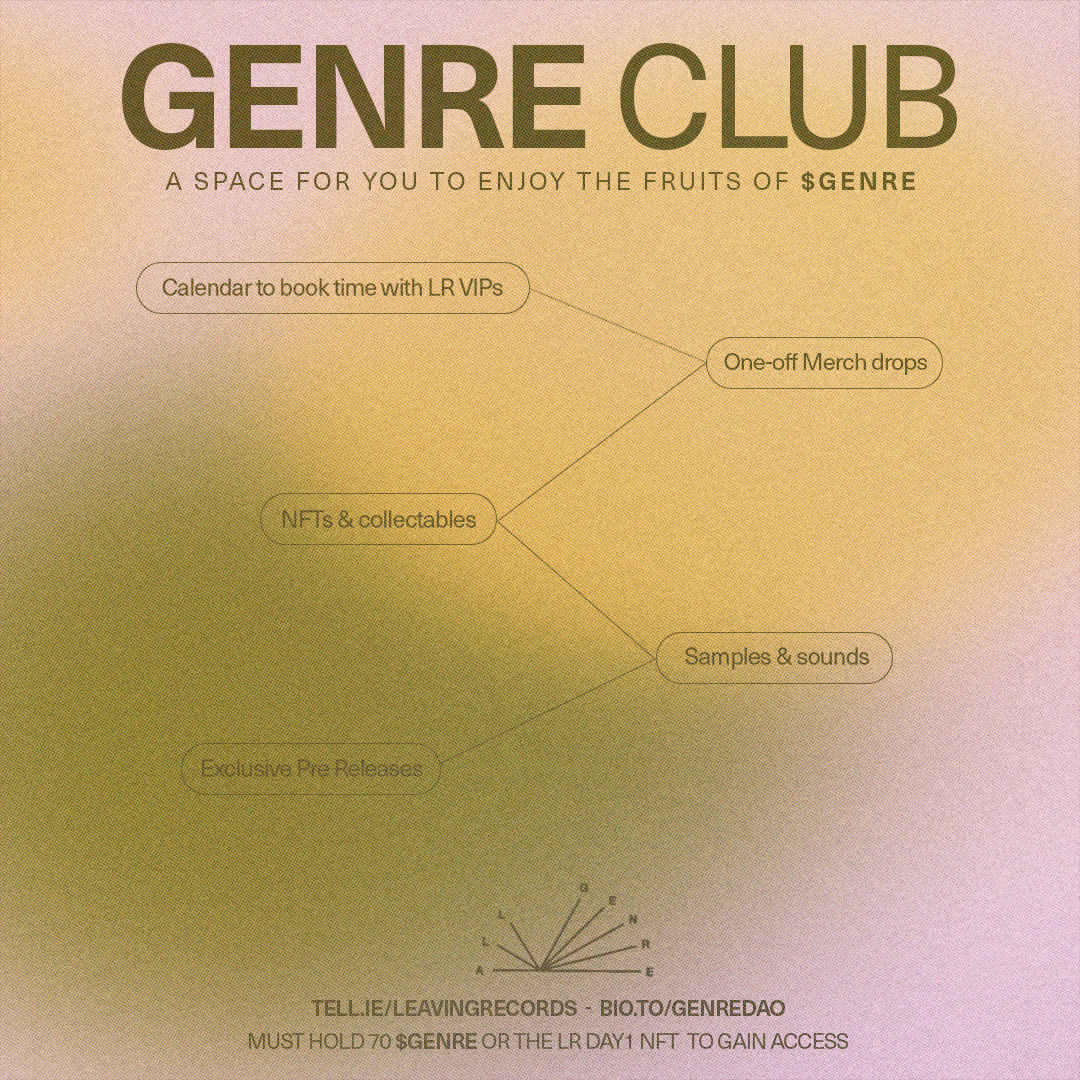 GENRE CLUB
A SPACE FOR YOU TO ENJOY THE FRUITS OF $GENRE
Calendar to book time with LR VIPs
One-off Merch drops
NFTs & collectables
Samples & sounds
Exclusive Pre Releases
A L L G E N R E
TELL.IE/LEAVINGRECORDS - BIO.TO/GENREDAO
MUST HOLD 70 $GENRE OR THE LR DAY1 NFT TO GAIN ACCESS